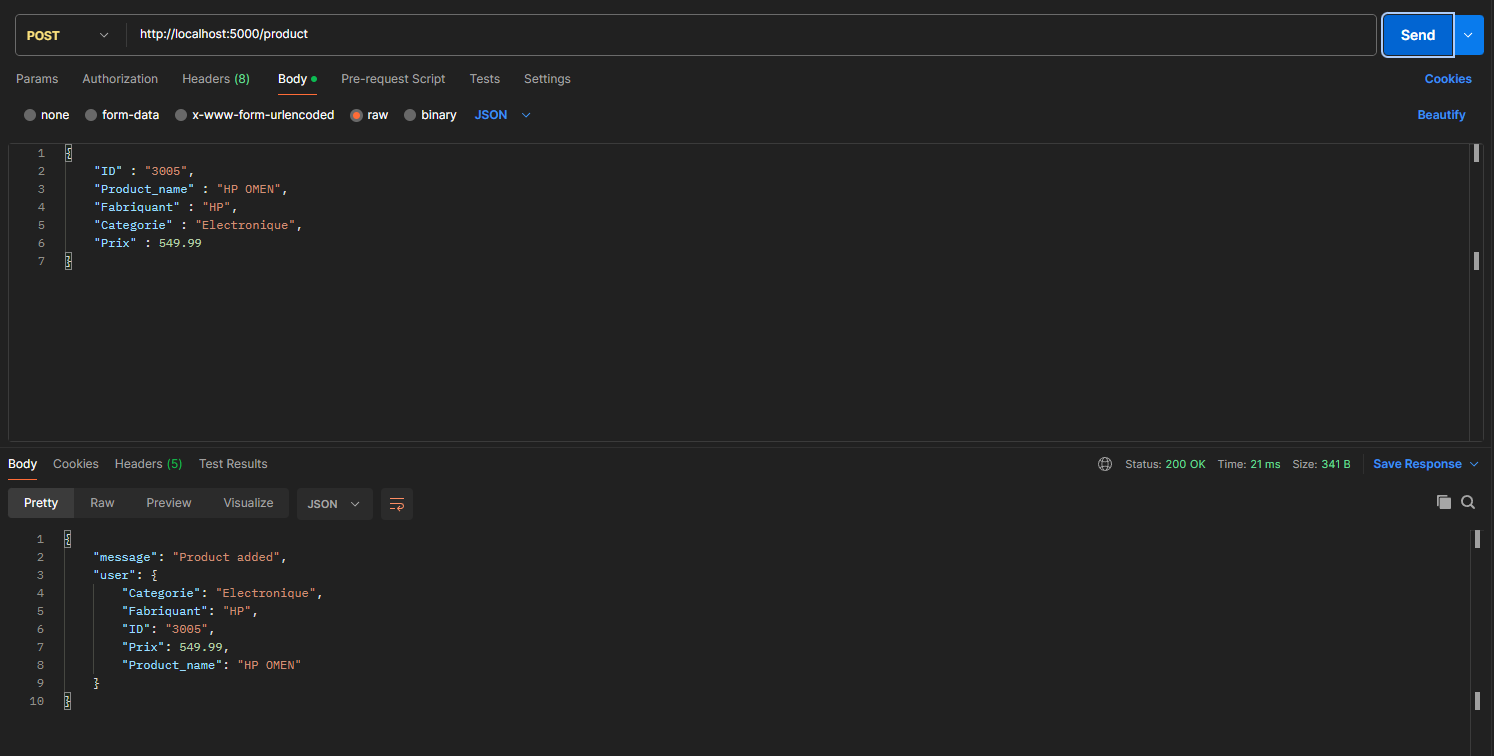 POST http://localhost:5000/product Send
Params Authorization Headers (8) Body Pre-request Script Tests Settings Cookies
none form-data x-www-form-urlencoded raw binary JSON Beautify
1 {
2 "ID" : "3005",
3 "Product_name" : "HP OMEN",
4 "Fabriquant" : "HP",
5 "Categorie" : "Electronique",
6 "Prix" : 549.99
7 }
Body Cookies Headers (5) Test Results Status: 200 OK Time: 21 ms Size: 341 B Save Response
Pretty Raw Preview Visualize JSON
1 {
2 "message": "Product added",
3 "user": {
4 "Categorie": "Electronique",
5 "Fabriquant": "HP",
6 "ID": "3005",
7 "Prix": 549.99,
8 "Product_name": "HP OMEN"
9 }
10 }